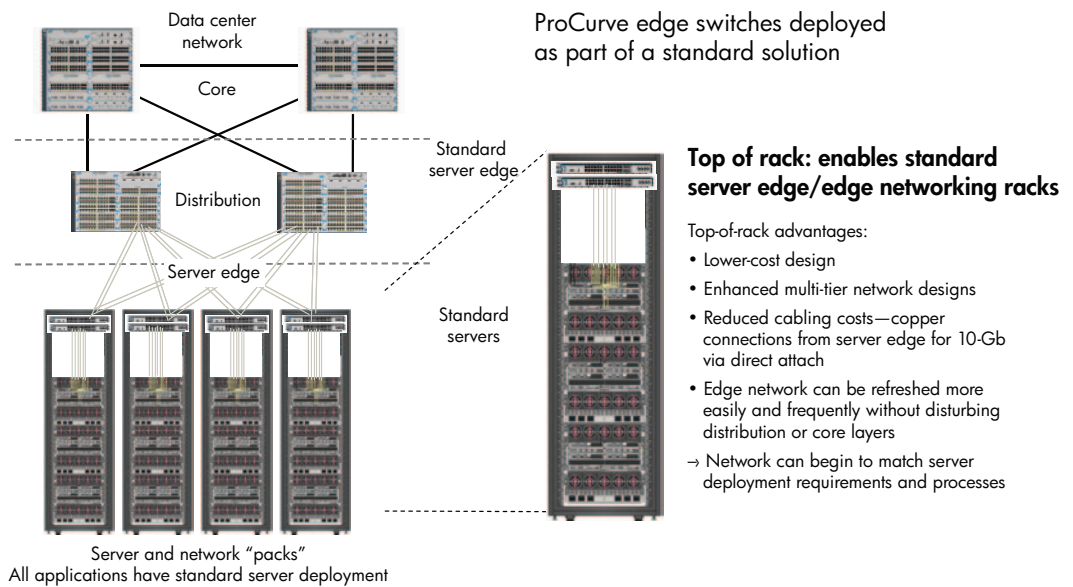 Data center
network
Core
Distribution
Server edge
Server and network “packs”
All applications have standard server deployment
ProCurve edge switches deployed
as part of a standard solution
Standard
server edge
Standard
servers
Top of rack: enables standard
server edge/edge networking racks
Top-of-rack advantages:
• Lower-cost design
• Enhanced multi-tier network designs
• Reduced cabling costs—copper
connections from server edge for 10-Gb
via direct attach
• Edge network can be refreshed more
easily and frequently without disturbing
distribution or core layers
→ Network can begin to match server
deployment requirements and processes